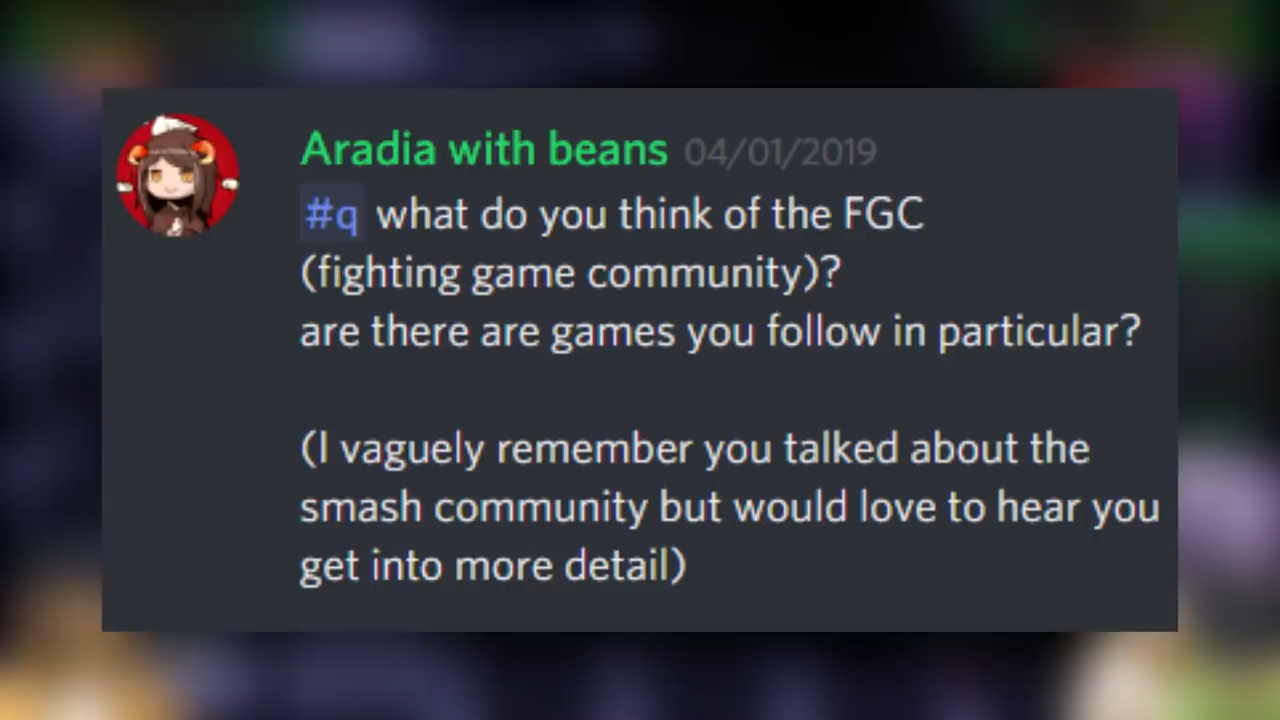 Aradia with beans 04/01/2019
#q what do you think of the FGC
(fighting game community)?
are there are games you follow in particular?
(I vaguely remember you talked about the
smash community but would love to hear you
get into more detail)